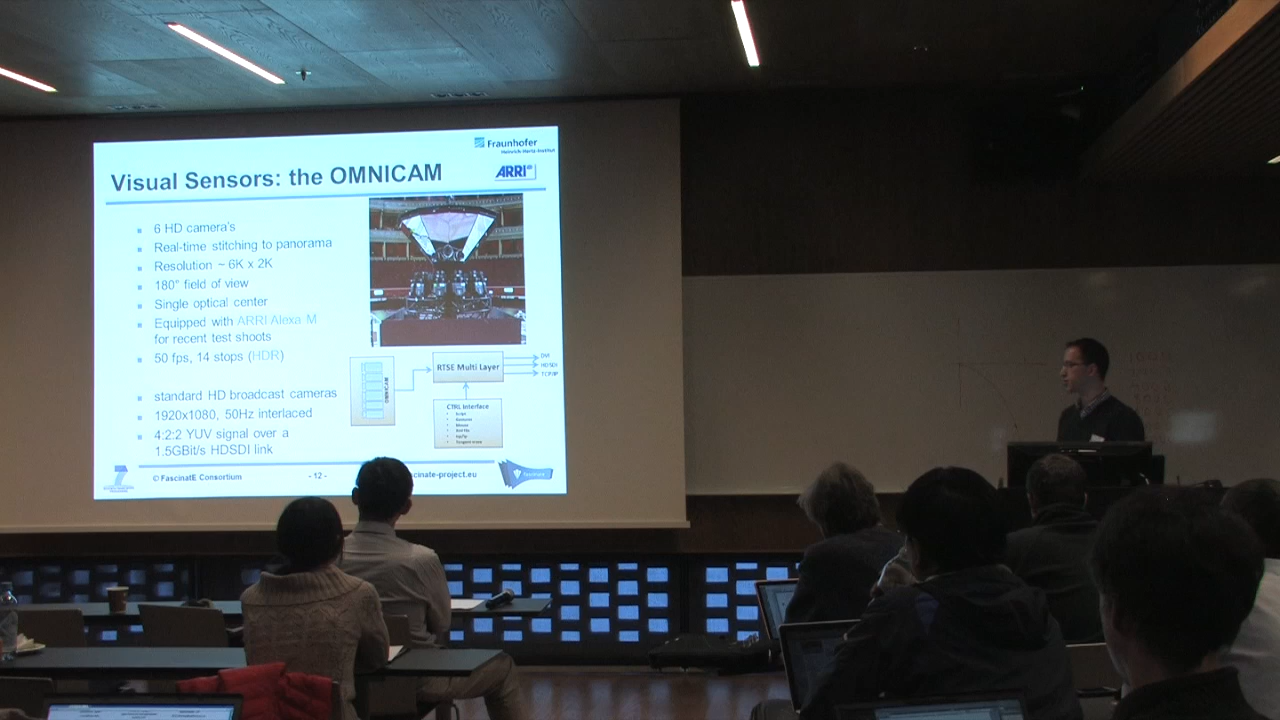 Fraunhofer
Heinrich-Hertz-Institut
Visual Sensors: the OMNICAM
ARRI
6 HD camera's
Real-time stitching to panorama
Resolution ~ 6K x 2K
180° field of view
Single optical center
Equipped with ARRI Alexa M
for recent test shoots
50 fps, 14 stops (HDR)
standard HD broadcast cameras
1920x1080, 50Hz interlaced
4:2:2 YUV signal over a
1.5GBit/s HDSDI link
OMNICAM
RTSE Multi Layer
DVI
HD SDI
TCP/IP
CTRL Interface
Script
Mouse
© FascinatE Consortium
- 12 -
cinate-project.eu
FascinatE